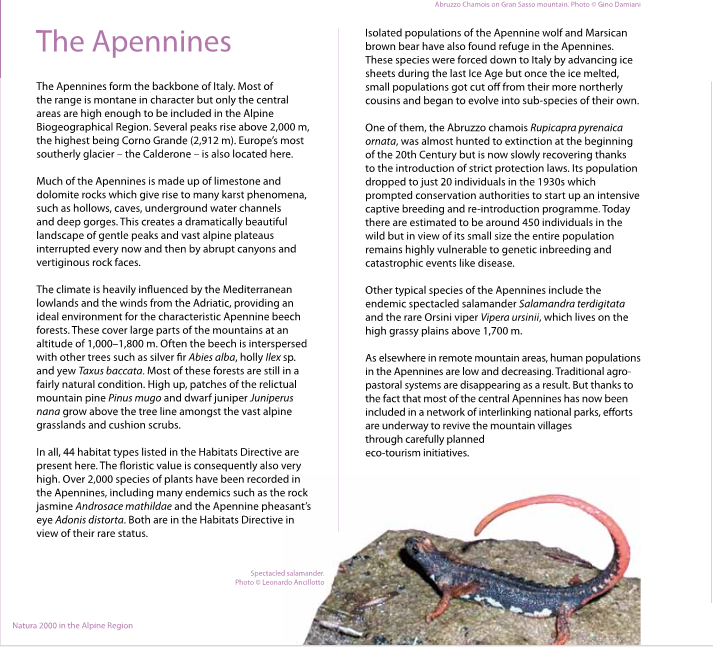 Abruzzo Chamois on Gran Sasso mountain. Photo © Gino Damiani
The Apennines
The Apennines form the backbone of Italy. Most of
the range is montane in character but only the central
areas are high enough to be included in the Alpine
Biogeographical Region. Several peaks rise above 2,000 m,
the highest being Corno Grande (2,912 m). Europe's most
southerly glacier – the Calderone – is also located here.
Much of the Apennines is made up of limestone and
dolomite rocks which give rise to many karst phenomena,
such as hollows, caves, underground water channels
and deep gorges. This creates a dramatically beautiful
landscape of gentle peaks and vast alpine plateaus
interrupted every now and then by abrupt canyons and
vertiginous rock faces.
The climate is heavily influenced by the Mediterranean
lowlands and the winds from the Adriatic, providing an
ideal environment for the characteristic Apennine beech
forests. These cover large parts of the mountains at an
altitude of 1,000–1,800 m. Often the beech is interspersed
with other trees such as silver fir Abies alba, holly Ilex sp.
and yew Taxus baccata. Most of these forests are still in a
fairly natural condition. High up, patches of the relictual
mountain pine Pinus mugo and dwarf juniper Juniperus
nana grow above the tree line amongst the vast alpine
grasslands and cushion scrubs.
In all, 44 habitat types listed in the Habitats Directive are
present here. The floristic value is consequently also very
high. Over 2,000 species of plants have been recorded in
the Apennines, including many endemics such as the rock
jasmine Androsace mathildae and the Apennine pheasant's
eye Adonis distorta. Both are in the Habitats Directive in
view of their rare status.
Isolated populations of the Apennine wolf and Marsican
brown bear have also found refuge in the Apennines.
These species were forced down to Italy by advancing ice
sheets during the last Ice Age but once the ice melted,
small populations got cut off from their more northerly
cousins and began to evolve into sub-species of their own.
One of them, the Abruzzo chamois Rupicapra pyrenaica
ornata, was almost hunted to extinction at the beginning
of the 20th Century but is now slowly recovering thanks
to the introduction of strict protection laws. Its population
dropped to just 20 individuals in the 1930s which
prompted conservation authorities to start up an intensive
captive breeding and re-introduction programme. Today
there are estimated to be around 450 individuals in the
wild but in view of its small size the entire population
remains highly vulnerable to genetic inbreeding and
catastrophic events like disease.
Other typical species of the Apennines include the
endemic spectacled salamander Salamandra terdigitata
and the rare Orsini viper Vipera ursinii, which lives on the
high grassy plains above 1,700 m.
As elsewhere in remote mountain areas, human populations
in the Apennines are low and decreasing. Traditional agro-
pastoral systems are disappearing as a result. But thanks to
the fact that most of the central Apennines has now been
included in a network of interlinking national parks, efforts
are underway to revive the mountain villages
through carefully planned
eco-tourism initiatives.
Spectacled salamander.
Photo © Leonardo Ancillotto
Natura 2000 in the Alpine Region